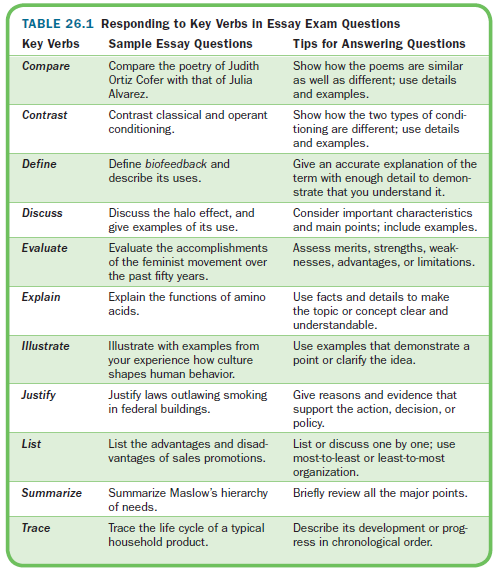 TABLE 26.1 Responding to Key Verbs in Essay Exam Questions
Key Verbs Sample Essay Questions Tips for Answering Questions
Compare Compare the poetry of Judith Show how the poems are similar
Ortiz Cofer with that of Julia as well as different; use details
Alvarez. and examples.
Contrast Contrast classical and operant Show how the two types of condi-
conditioning. tioning are different; use details
and examples.
Define Define biofeedback and Give an accurate explanation of the
describe its uses. term with enough detail to demon-
strate that you understand it.
Discuss Discuss the halo effect, and Consider important characteristics
give examples of its use. and main points; include examples.
Evaluate Evaluate the accomplishments Assess merits, strengths, weak-
of the feminist movement over nesses, advantages, or limitations.
the past fifty years.
Explain Explain the functions of amino Use facts and details to make
acids. the topic or concept clear and
understandable.
Illustrate Illustrate with examples from Use examples that demonstrate a
your experience how culture point or clarify the idea.
shapes human behavior.
Justify Justify laws outlawing smoking Give reasons and evidence that
in federal buildings. support the action, decision, or
policy.
List List the advantages and disad- List or discuss one by one; use
vantages of sales promotions. most-to-least or least-to-most
organization.
Summarize Summarize Maslow's hierarchy Briefly review all the major points.
of needs.
Trace Trace the life cycle of a typical Describe its development or prog-
household product. ress in chronological order.